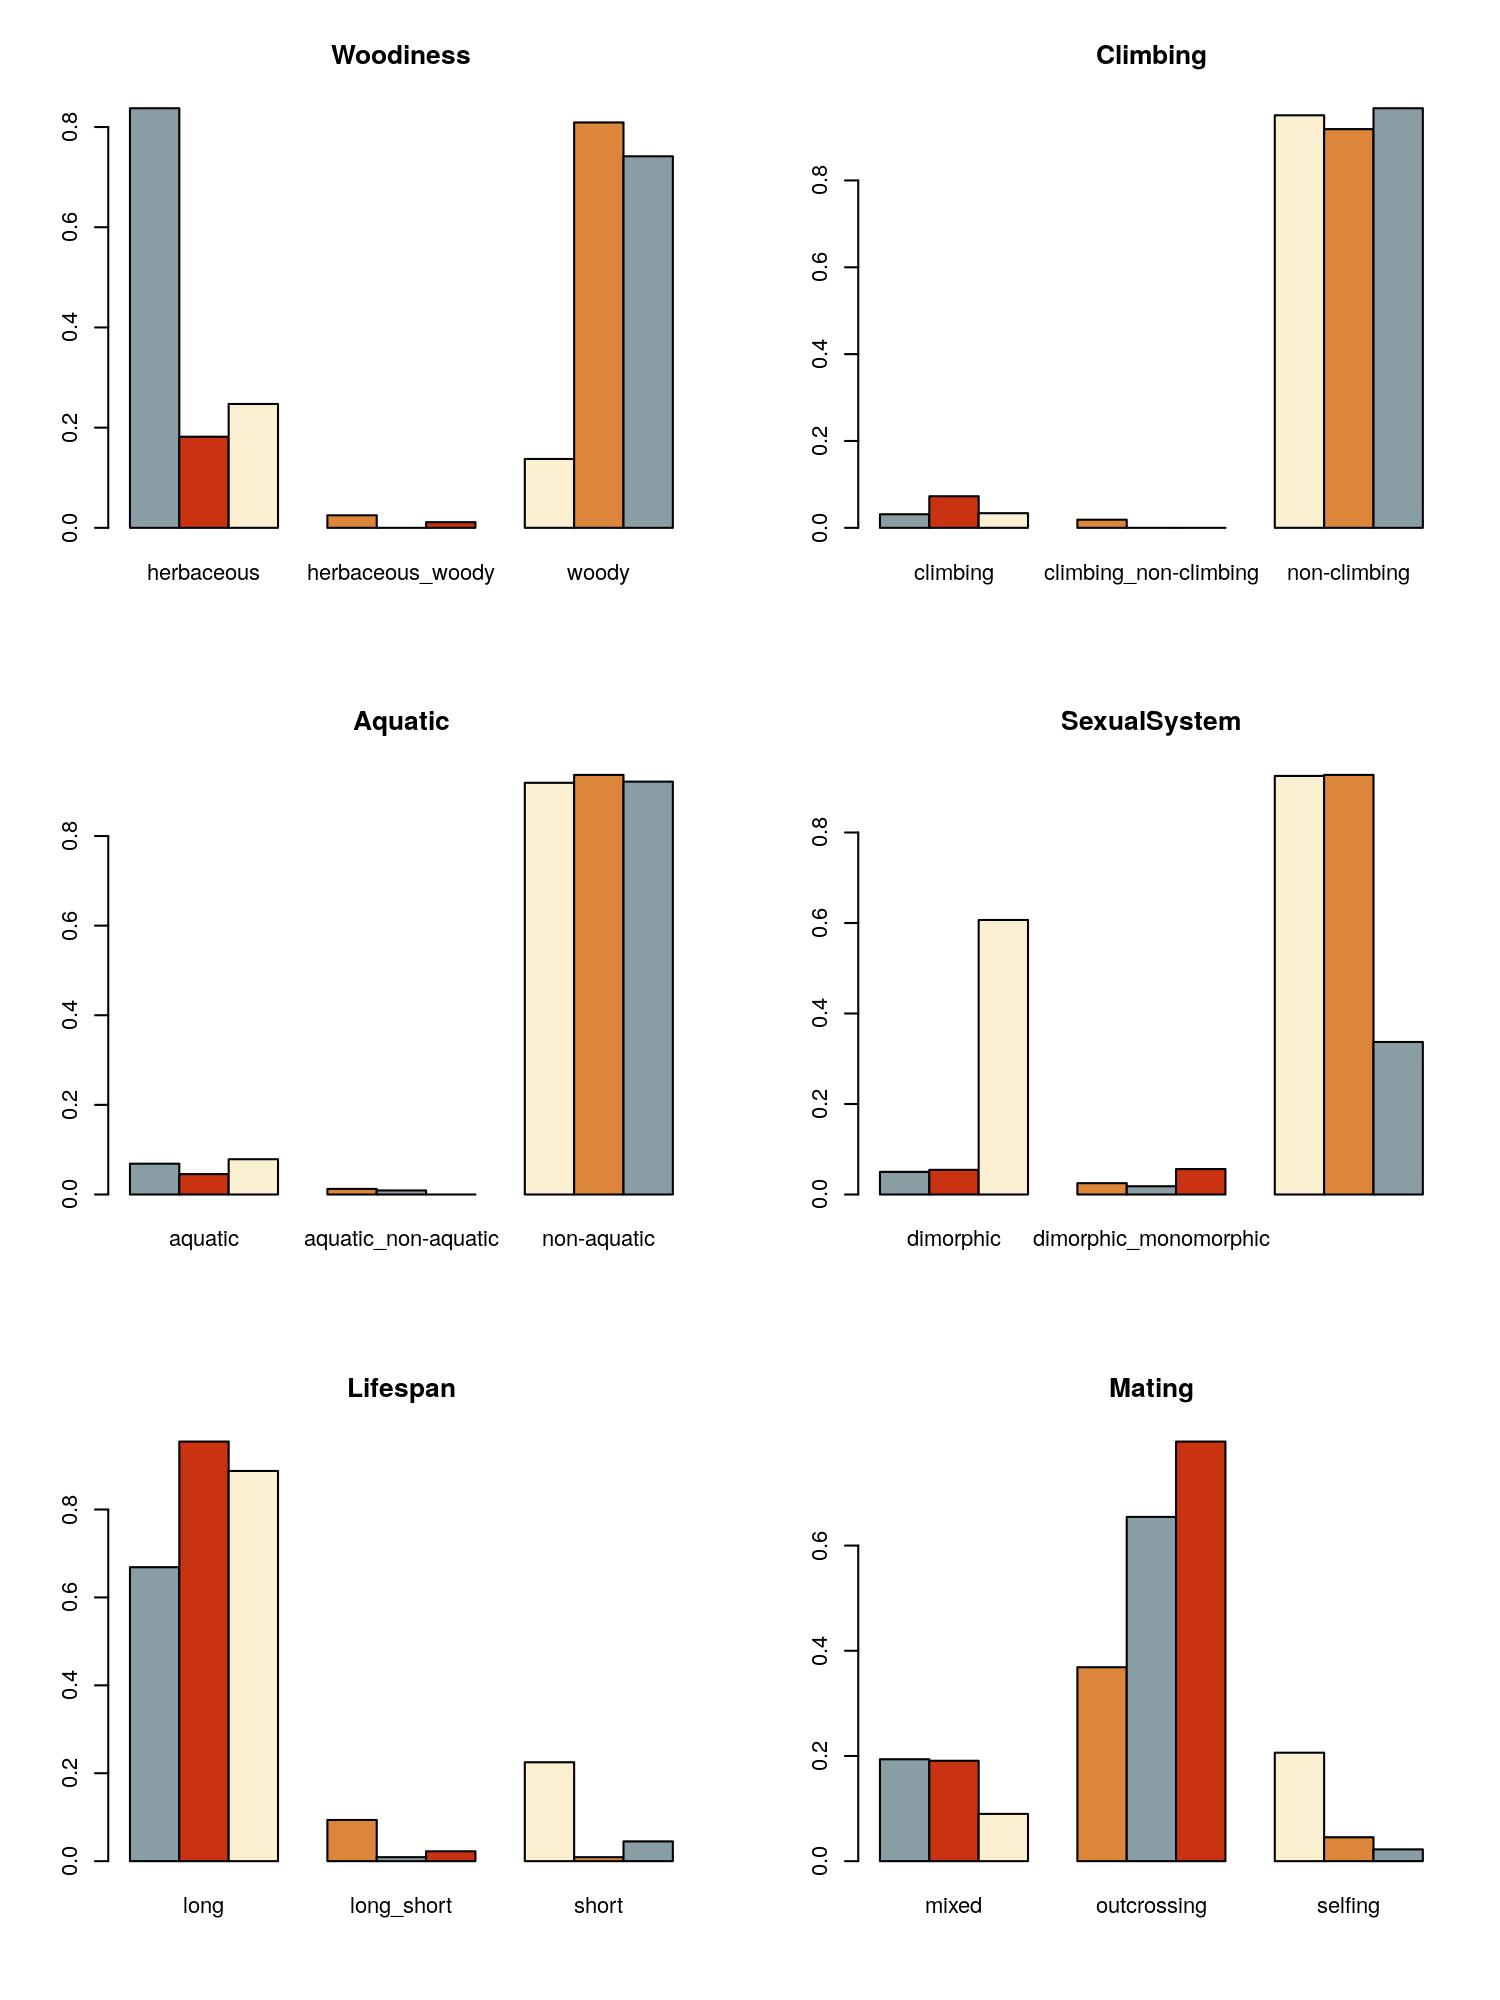 Woodiness
0.0 0.2 0.4 0.6 0.8
herbaceous herbaceous_woody woody
Climbing
0.0 0.2 0.4 0.6 0.8
climbing climbing_non-climbing non-climbing
Aquatic
0.0 0.2 0.4 0.6 0.8
aquatic aquatic_non-aquatic non-aquatic
SexualSystem
0.0 0.2 0.4 0.6 0.8
dimorphic dimorphic_monomorphic
Lifespan
0.0 0.2 0.4 0.6 0.8
long long_short short
Mating
0.0 0.2 0.4 0.6
mixed outcrossing selfing